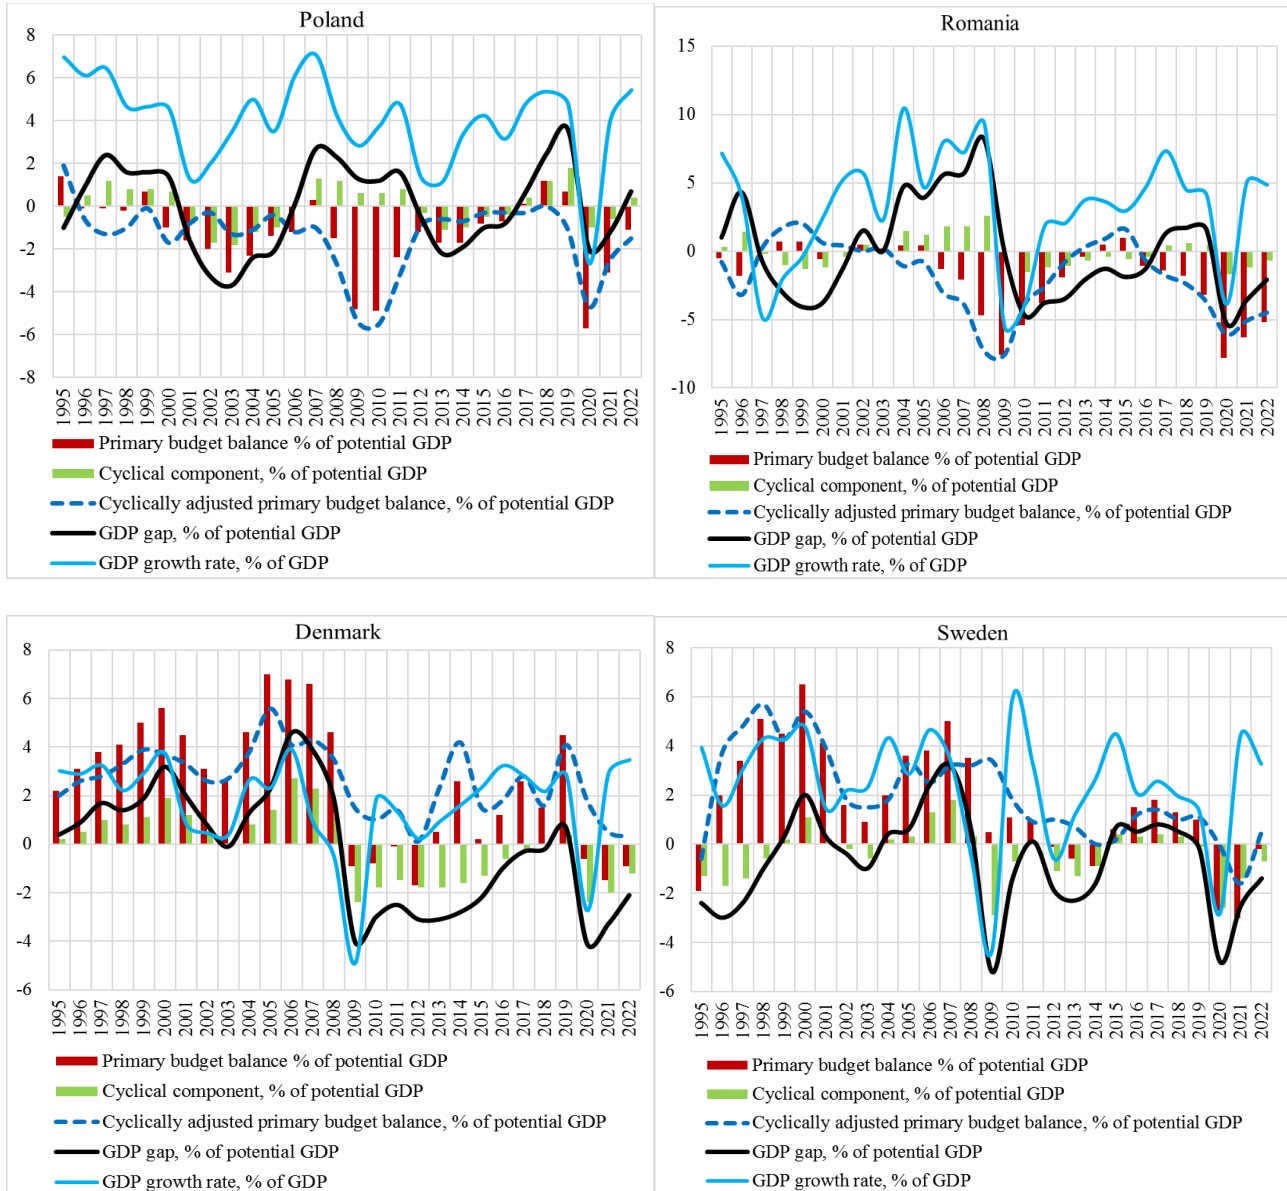 Poland
8
6
4
2
0
-2
-4
-6
-8
1995 1996 1997 1998 1999 2000 2001 2002 2003 2004 2005 2006 2007 2008 2009 2010 2011 2012 2013 2014 2015 2016 2017 2018 2019 2020 2021 2022
Primary budget balance % of potential GDP
Cyclical component, % of potential GDP
Cyclically adjusted primary budget balance, % of potential GDP
GDP gap, % of potential GDP
GDP growth rate, % of GDP
Romania
15
10
5
0
-5
-10
1995 1996 1997 1998 1999 2000 2001 2002 2003 2004 2005 2006 2007 2008 2009 2010 2011 2012 2013 2014 2015 2016 2017 2018 2019 2020 2021 2022
Primary budget balance % of potential GDP
Cyclical component, % of potential GDP
Cyclically adjusted primary budget balance, % of potential GDP
GDP gap, % of potential GDP
GDP growth rate, % of GDP
Denmark
8
6
4
2
0
-2
-4
-6
1995 1996 1997 1998 1999 2000 2001 2002 2003 2004 2005 2006 2007 2008 2009 2010 2011 2012 2013 2014 2015 2016 2017 2018 2019 2020 2021 2022
Primary budget balance % of potential GDP
Cyclical component, % of potential GDP
Cyclically adjusted primary budget balance, % of potential GDP
GDP gap, % of potential GDP
GDP growth rate, % of GDP
Sweden
8
6
4
2
0
-2
-4
-6
1995 1996 1997 1998 1999 2000 2001 2002 2003 2004 2005 2006 2007 2008 2009 2010 2011 2012 2013 2014 2015 2016 2017 2018 2019 2020 2021 2022
Primary budget balance % of potential GDP
Cyclical component, % of potential GDP
Cyclically adjusted primary budget balance, % of potential GDP
GDP gap, % of potential GDP
GDP growth rate, % of GDP